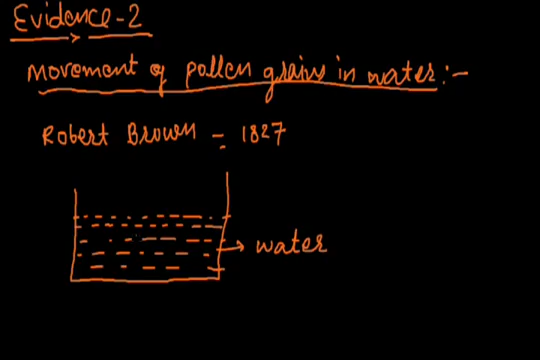 Evidence-2
Movement of pollen grains in water:-
Robert Brown - 1827
water